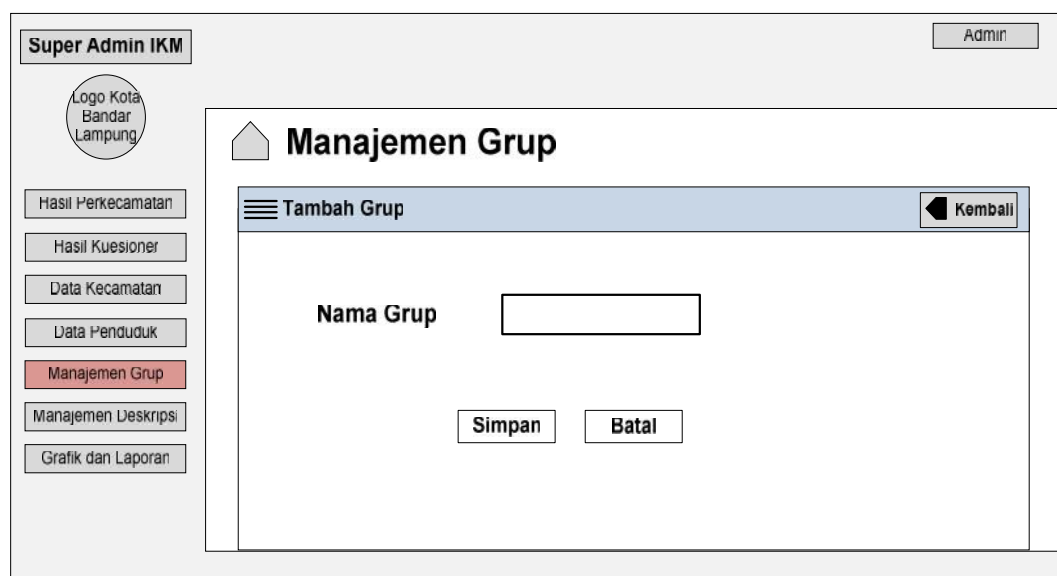 Super Admin IKM
Admin
Logo Kota
Bandar
Lampung
Manajemen Grup
Hasil Perkecamatan
Tambah Grup
Kembali
Hasil Kuesioner
Data Kecamatan
Nama Grup
Data Penduduk
Manajemen Grup
Manajemen Deskripsi
Simpan
Batal
Grafik dan Laporan